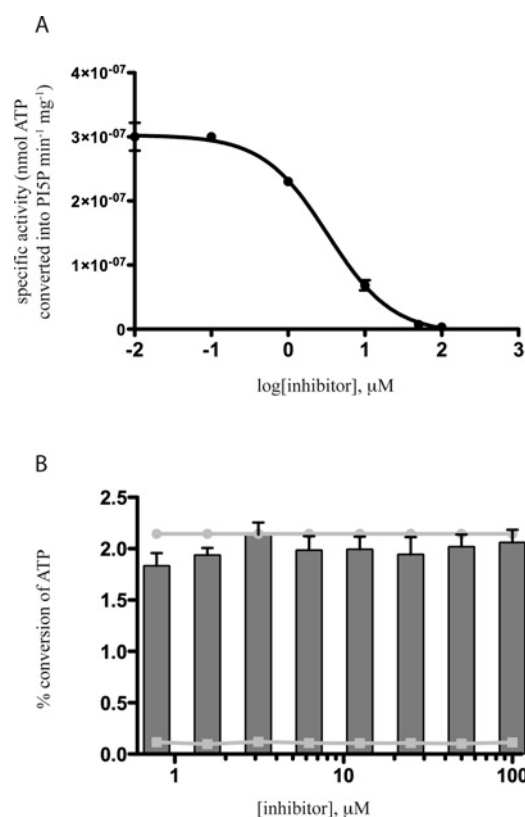 A
specific activity (nmol ATP
converted into PI5P min⁻¹ mg⁻¹)
4×10⁻⁰⁷
3×10⁻⁰⁷
2×10⁻⁰⁷
1×10⁻⁰⁷
0
-2 -1 0 1 2 3
log[inhibitor], μM
B
% conversion of ATP
2.5
2.0
1.5
1.0
0.5
0.0
1 10 100
[inhibitor], μM